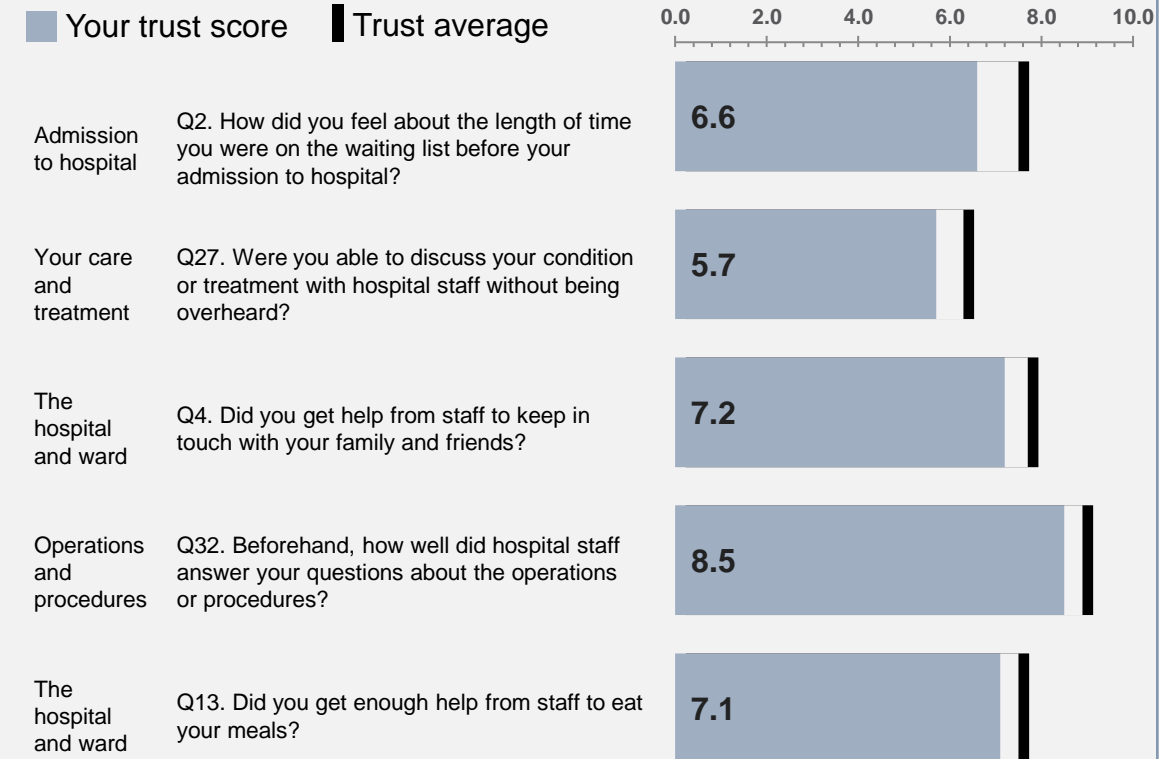 Your trust score
Trust average
0.0 2.0 4.0 6.0 8.0 10.0
Admission
to hospital
Q2. How did you feel about the length of time
you were on the waiting list before your
admission to hospital?
6.6
Your care
and
treatment
Q27. Were you able to discuss your condition
or treatment with hospital staff without being
overheard?
5.7
The
hospital
and ward
Q4. Did you get help from staff to keep in
touch with your family and friends?
7.2
Operations
and
procedures
Q32. Beforehand, how well did hospital staff
answer your questions about the operations
or procedures?
8.5
The
hospital
and ward
Q13. Did you get enough help from staff to eat
your meals?
7.1